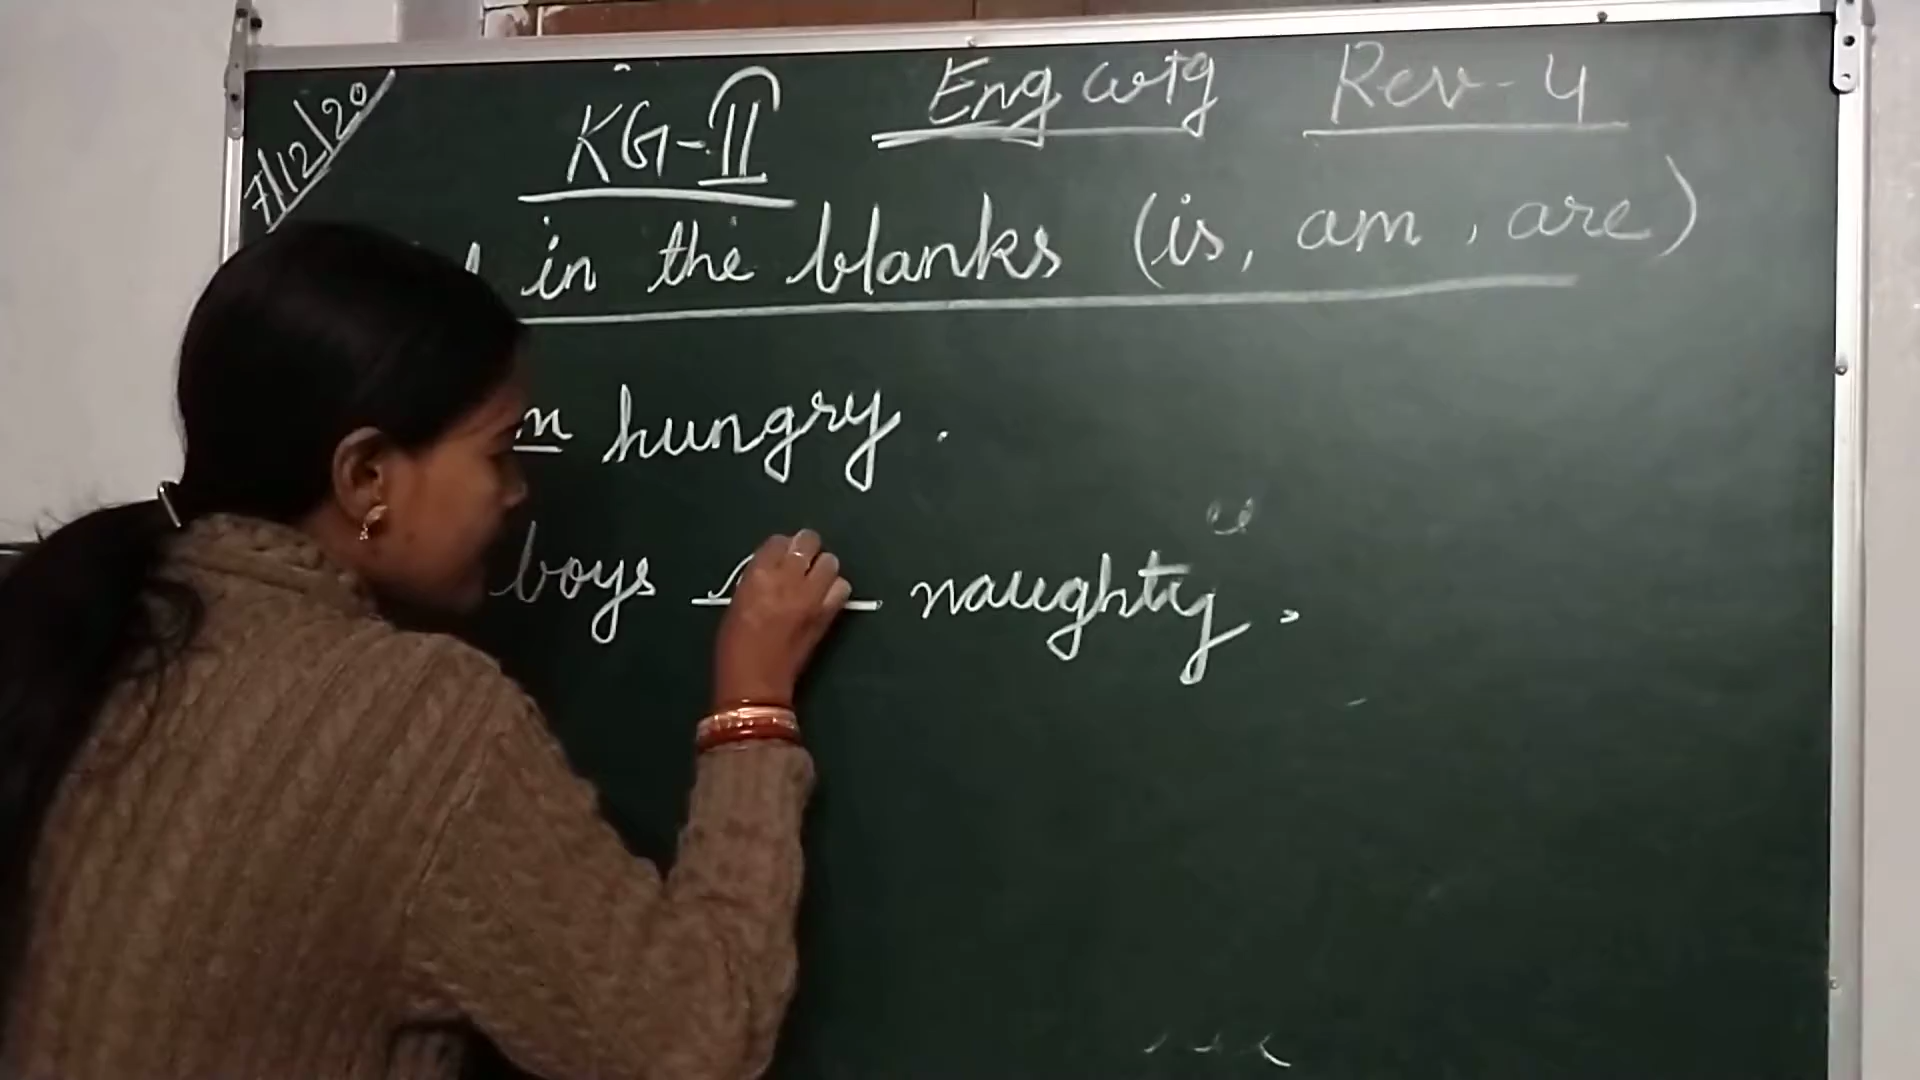 7/12/20
KG-II Eng wtg Rev-4
in the blanks (is, am, are)
m hungry.
boys naughty.